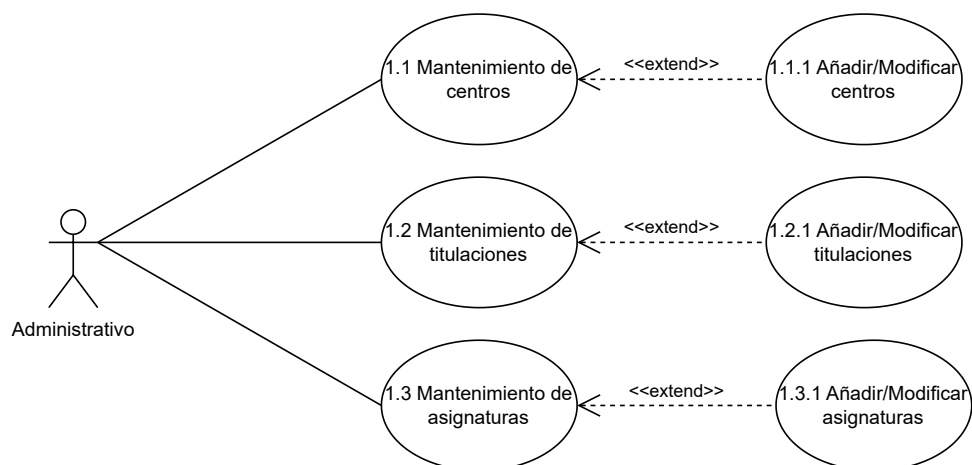 1.1 Mantenimiento de
centros
<<extend>>
1.1.1 Añadir/Modificar
centros
1.2 Mantenimiento de
titulaciones
<<extend>>
1.2.1 Añadir/Modificar
titulaciones
Administrativo
1.3 Mantenimiento de
asignaturas
<<extend>>
1.3.1 Añadir/Modificar
asignaturas